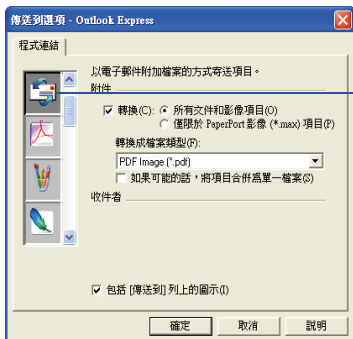 傳送到選項 - Outlook Express
程式連結
以電子郵件附加檔案的方式寄送項目。
附件
轉換(C):
所有文件和影像項目(O)
僅限於 PaperPort 影像 (*.max) 項目(P)
轉換成檔案類型(F):
PDF Image (*.pdf)
如果可能的話，將項目合併爲單一檔案(S)
收件者
包括 [傳送到] 列上的圖示(I)
確定 取消 說明